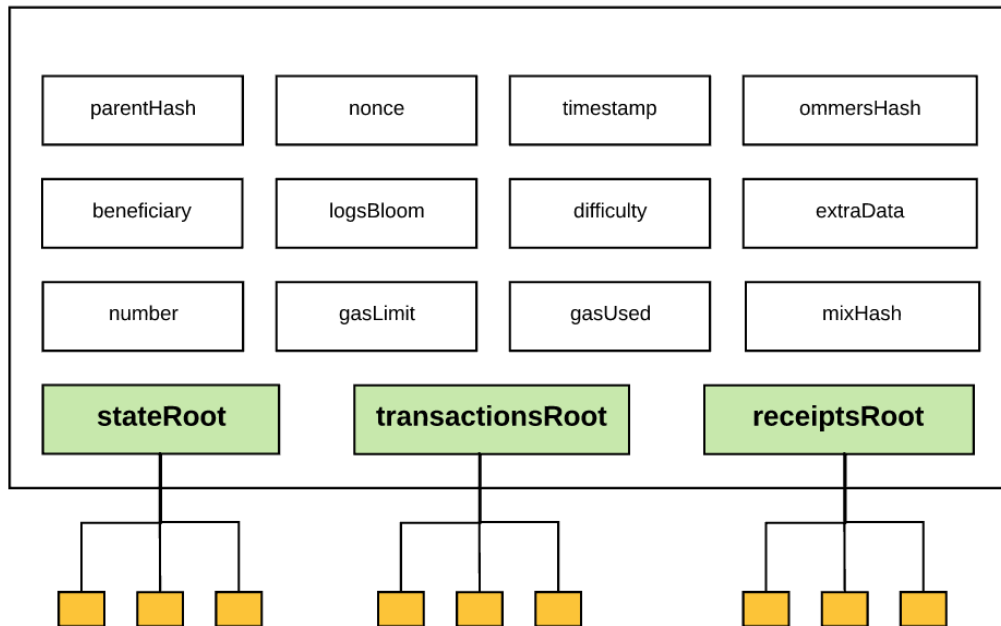 parentHash
nonce
timestamp
ommersHash
beneficiary
logsBloom
difficulty
extraData
number
gasLimit
gasUsed
mixHash
stateRoot
transactionsRoot
receiptsRoot